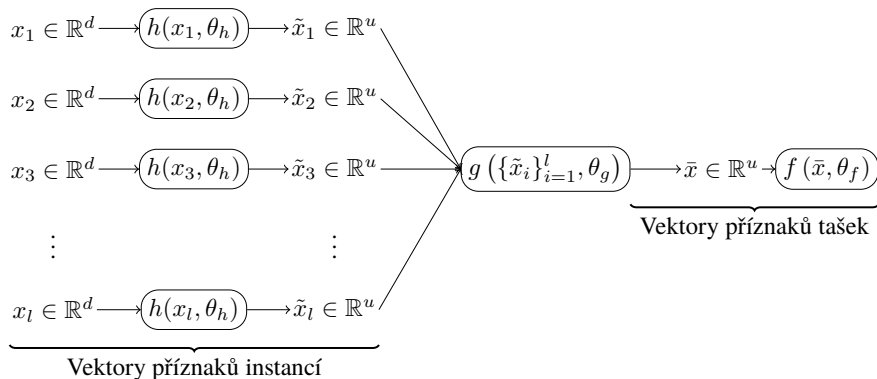 x_1 ∈ ℝ^d h(x_1, θ_h) x̃_1 ∈ ℝ^u
x_2 ∈ ℝ^d h(x_2, θ_h) x̃_2 ∈ ℝ^u
x_3 ∈ ℝ^d h(x_3, θ_h) x̃_3 ∈ ℝ^u g({x̃_i}_{i=1}^l, θ_g) x̄ ∈ ℝ^u f(x̄, θ_f)
Vektory příznaků tašek
⋮ ⋮
x_l ∈ ℝ^d h(x_l, θ_h) x̃_l ∈ ℝ^u
Vektory příznaků instancí